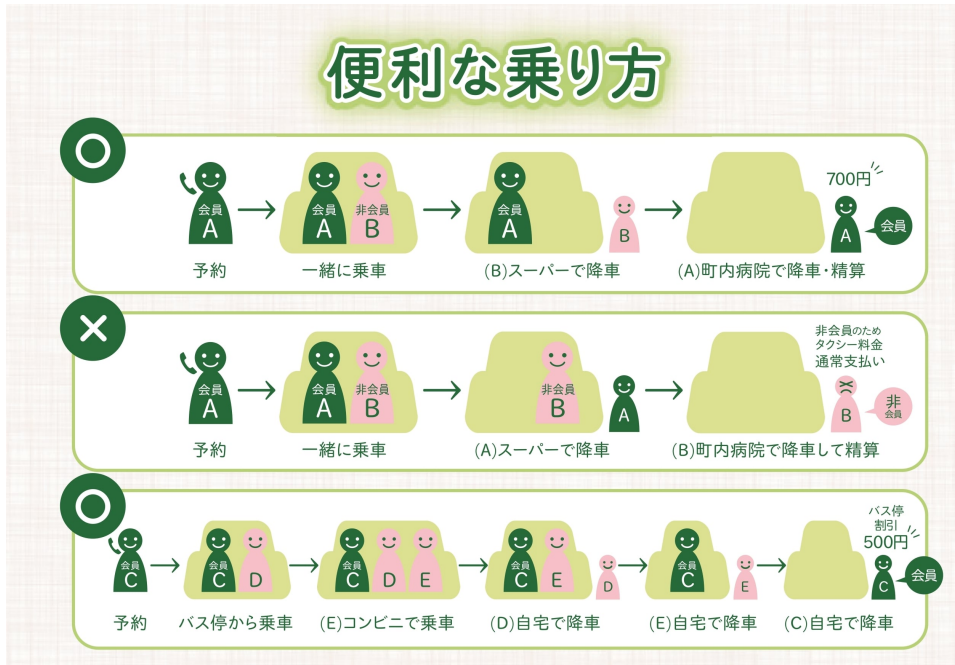 便利な乗り方
会員
A
予約
会員
A
非会員
B
一緒に乗車
会員
A
B
(B)スーパーで降車
700円
A
会員
(A)町内病院で降車・精算
会員
A
予約
会員
A
非会員
B
一緒に乗車
非会員
B
A
(A)スーパーで降車
非会員のため
タクシー料金
通常支払い
B
非
会員
(B)町内病院で降車して精算
会員
C
予約
会員
C
D
バス停から乗車
会員
C
D
E
(E)コンビニで乗車
会員
C
E
D
(D)自宅で降車
会員
C
E
(E)自宅で降車
バス停
割引
500円
C
会員
(C)自宅で降車